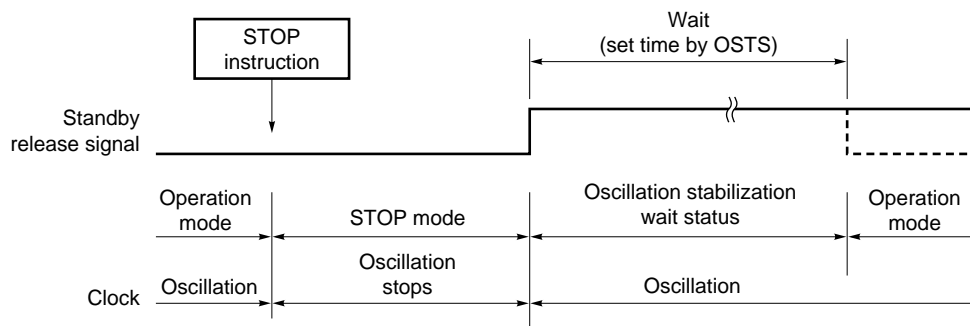 STOP
instruction
Wait
(set time by OSTS)
Standby
release signal
Operation
mode
STOP mode
Oscillation stabilization
wait status
Operation
mode
Clock
Oscillation
Oscillation
stops
Oscillation